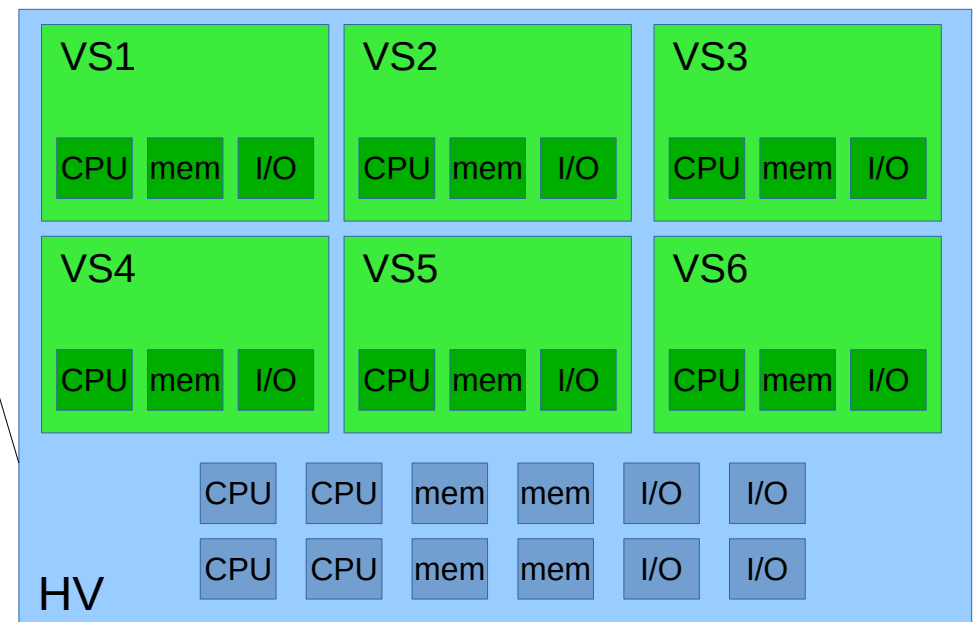 VS1 VS2 VS3
CPU mem I/O CPU mem I/O CPU mem I/O
VS4 VS5 VS6
CPU mem I/O CPU mem I/O CPU mem I/O
CPU CPU mem mem I/O I/O
CPU CPU mem mem I/O I/O
HV